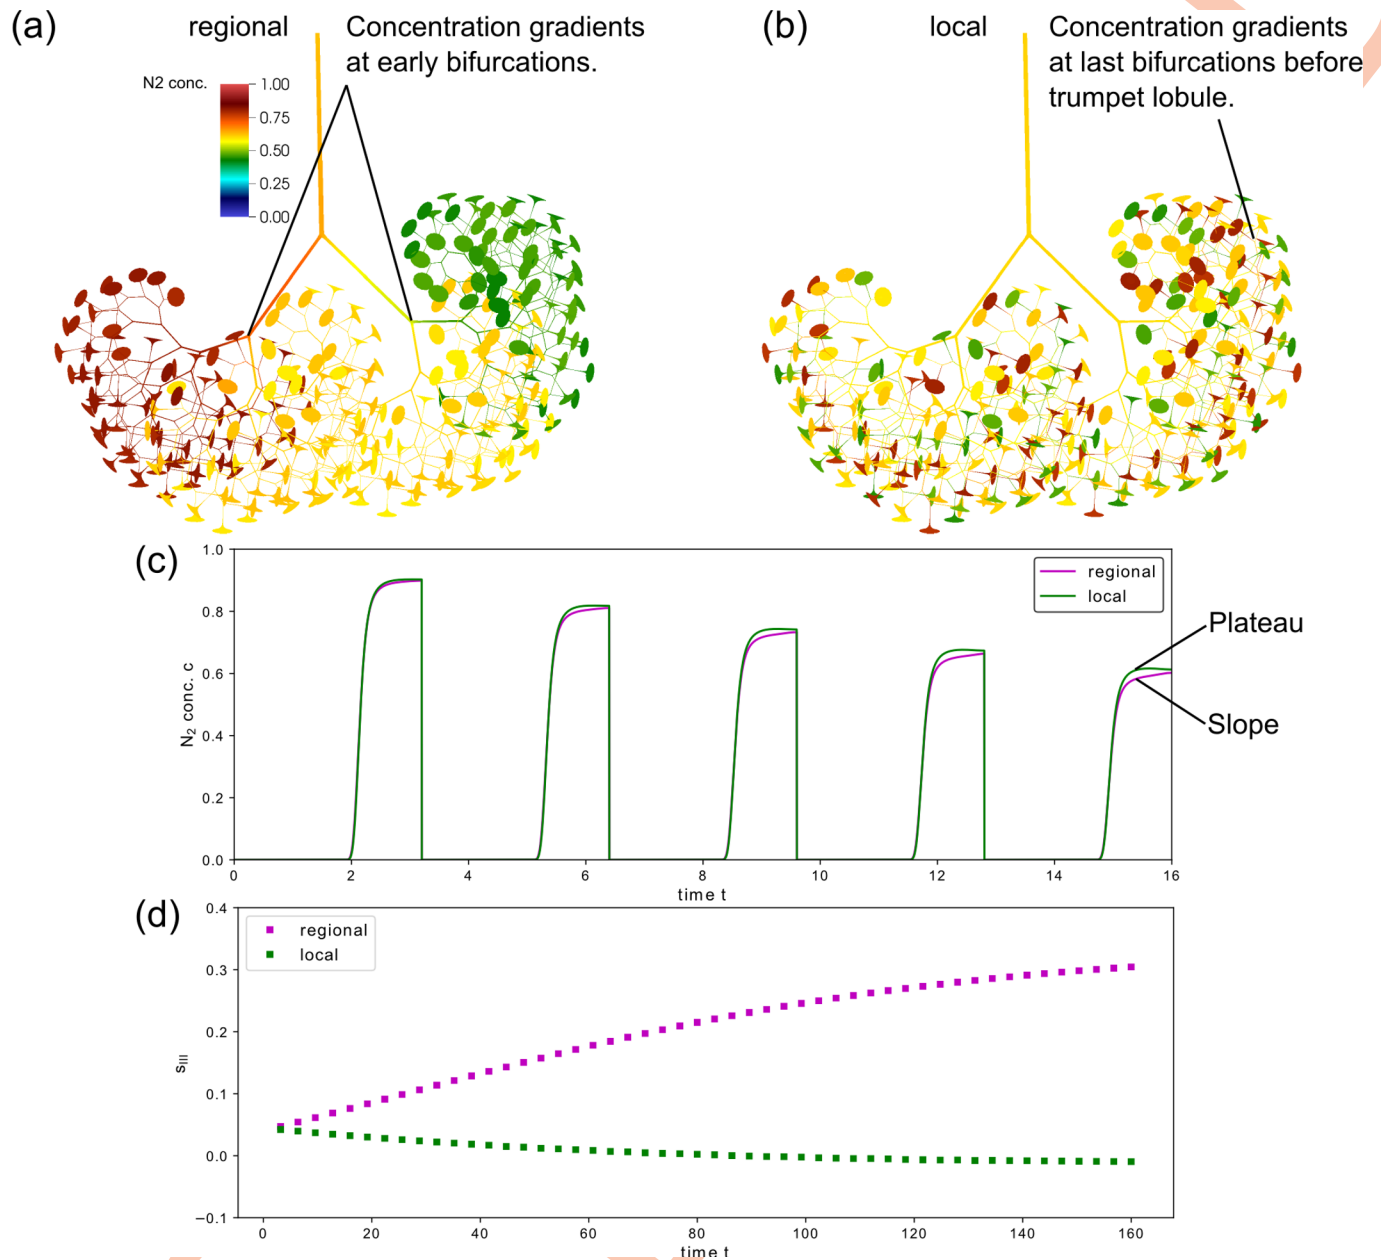 (a)
regional
Concentration gradients
at early bifurcations.
N2 conc.
1.00
0.75
0.50
0.25
0.00
(b)
local
Concentration gradients
at last bifurcations before
trumpet lobule.
(c)
1.0
0.8
0.6
0.4
0.2
0.0
N₂ conc. c
regional
local
Plateau
Slope
0 2 4 6 8 10 12 14 16
time t
(d)
0.4
0.3
0.2
0.1
0.0
−0.1
sIII
regional
local
0 20 40 60 80 100 120 140 160
time t